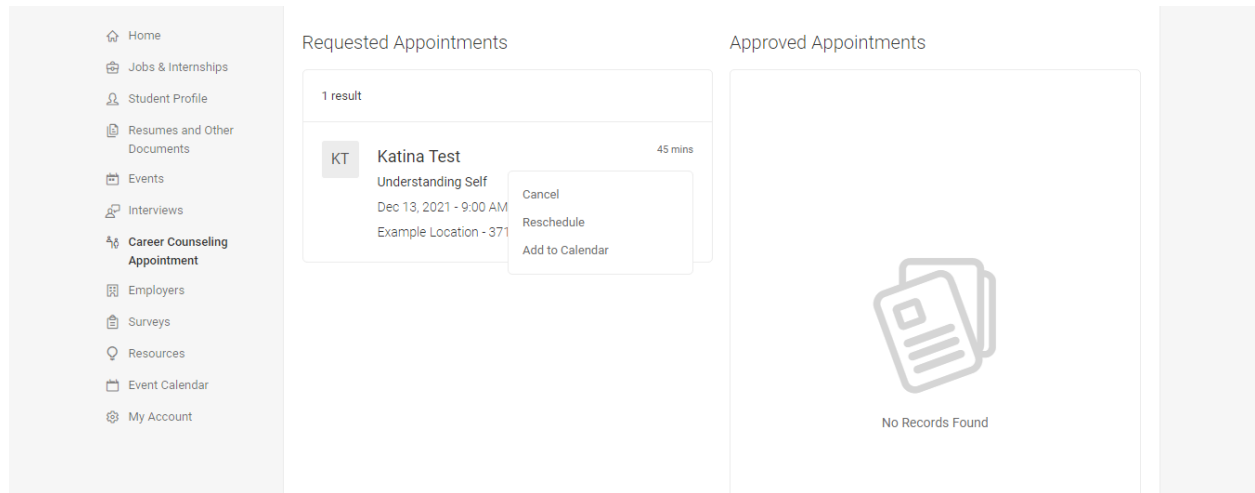 Home
Jobs & Internships
Student Profile
Resumes and Other
Documents
Events
Interviews
Career Counseling
Appointment
Employers
Surveys
Resources
Event Calendar
My Account
Requested Appointments
1 result
KT
Katina Test
45 mins
Understanding Self
Dec 13, 2021 - 9:00 AM
Example Location - 371
Cancel
Reschedule
Add to Calendar
Approved Appointments
No Records Found